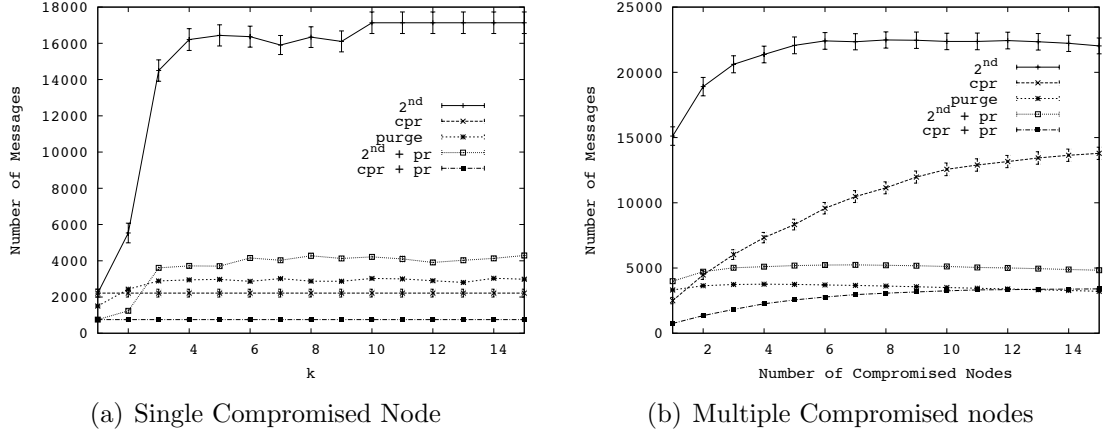 18000
16000
14000
12000
10000
8000
6000
4000
2000
0
Number of Messages
2nd
cpr
purge
2nd + pr
cpr + pr
2 4 6 8 10 12 14
k
(a) Single Compromised Node
25000
20000
15000
10000
5000
0
Number of Messages
2nd
cpr
purge
2nd + pr
cpr + pr
2 4 6 8 10 12 14
Number of Compromised Nodes
(b) Multiple Compromised nodes